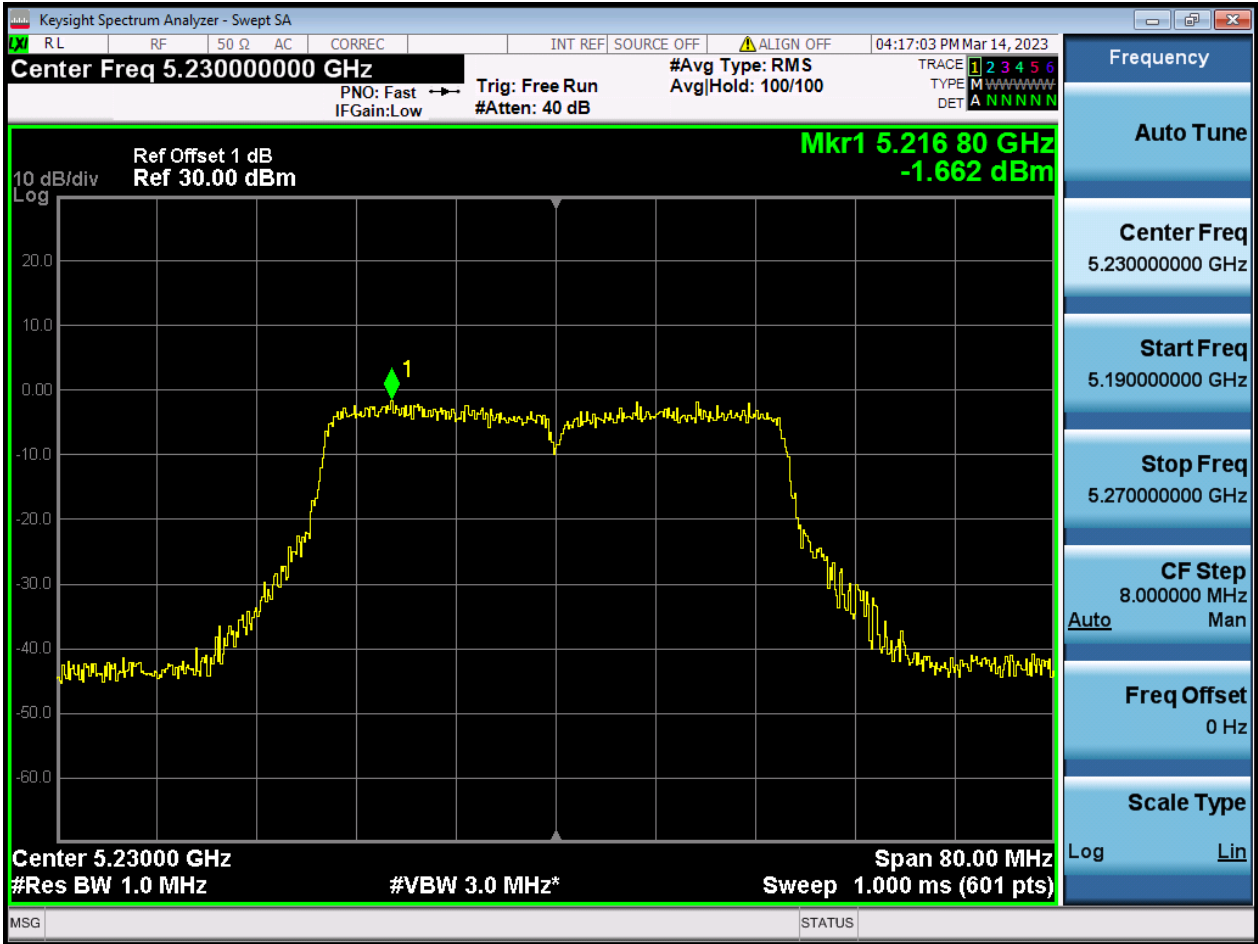 Keysight Spectrum Analyzer - Swept SA
LXI RL RF 50 Ω AC CORREC INT REF SOURCE OFF ALIGN OFF 04:17:03 PM Mar 14, 2023
Center Freq 5.230000000 GHz
PNO: Fast
IFGain:Low
Trig: Free Run
#Atten: 40 dB
#Avg Type: RMS
Avg|Hold: 100/100
TRACE 1 2 3 4 5 6
TYPE M W W W W W
DET A N N N N N
Mkr1 5.216 80 GHz
-1.662 dBm
Ref Offset 1 dB
Ref 30.00 dBm
10 dB/div
Log
20.0
10.0
0.00
-10.0
-20.0
-30.0
-40.0
-50.0
-60.0
1
Center 5.23000 GHz
Span 80.00 MHz
#Res BW 1.0 MHz
#VBW 3.0 MHz*
Sweep 1.000 ms (601 pts)
MSG
STATUS
Frequency
Auto Tune
Center Freq
5.230000000 GHz
Start Freq
5.190000000 GHz
Stop Freq
5.270000000 GHz
CF Step
8.000000 MHz
Auto Man
Freq Offset
0 Hz
Scale Type
Log Lin